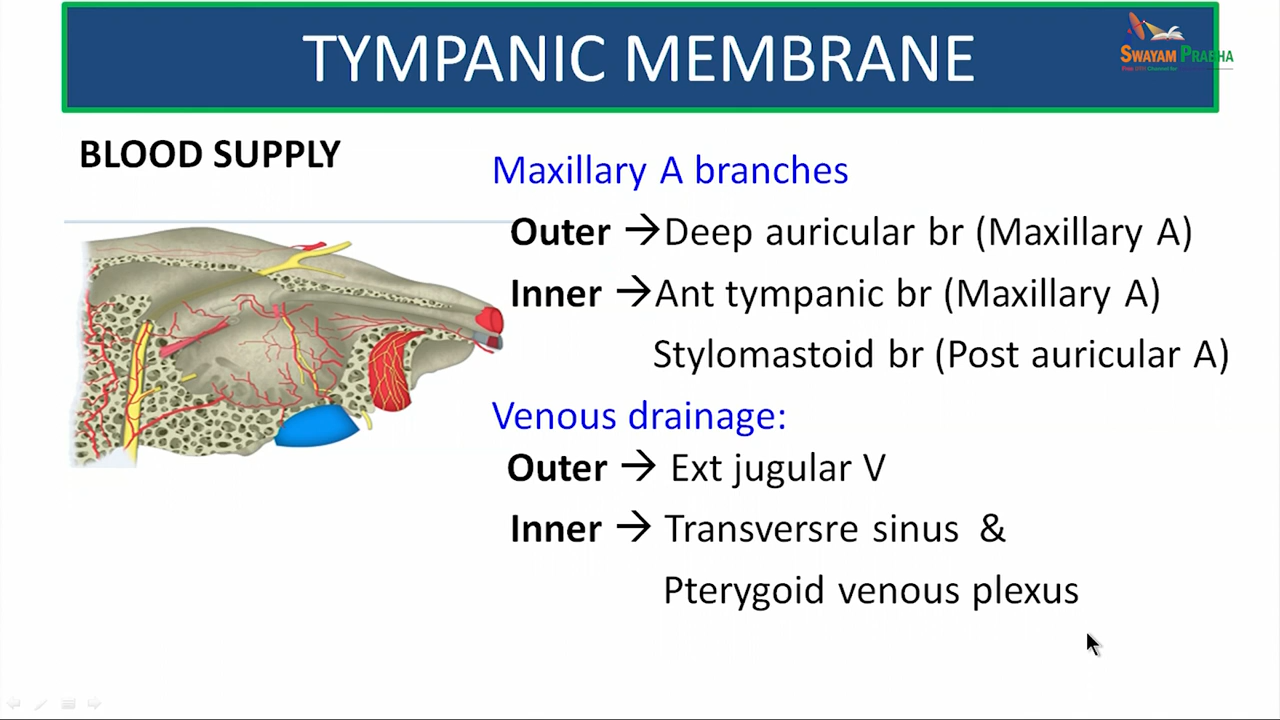 TYMPANIC MEMBRANE
SWAYAM PRABHA
BLOOD SUPPLY
Maxillary A branches
Outer →Deep auricular br (Maxillary A)
Inner →Ant tympanic br (Maxillary A)
Stylomastoid br (Post auricular A)
Venous drainage:
Outer → Ext jugular V
Inner → Transversre sinus &
Pterygoid venous plexus